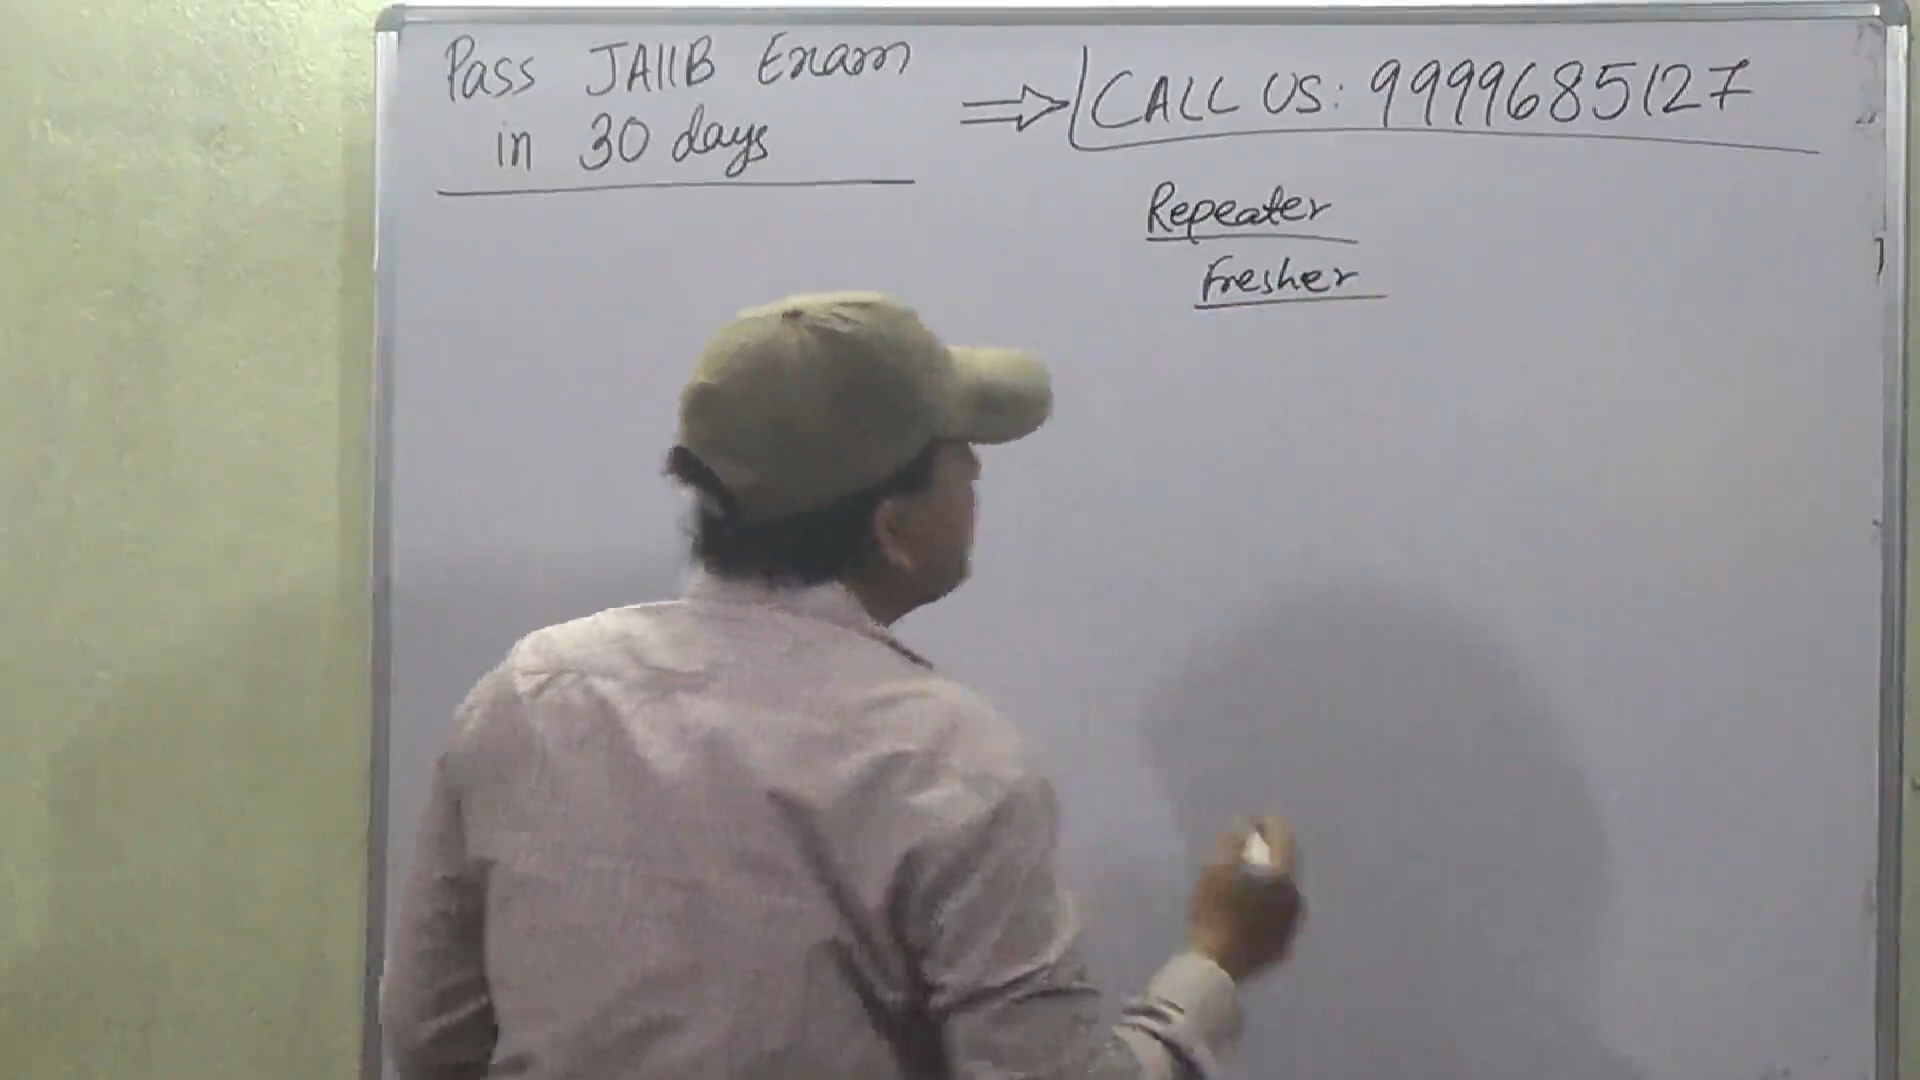 Pass JAIIB Exam
in 30 days
⇒ CALL US: 9999685127
Repeater
Fresher